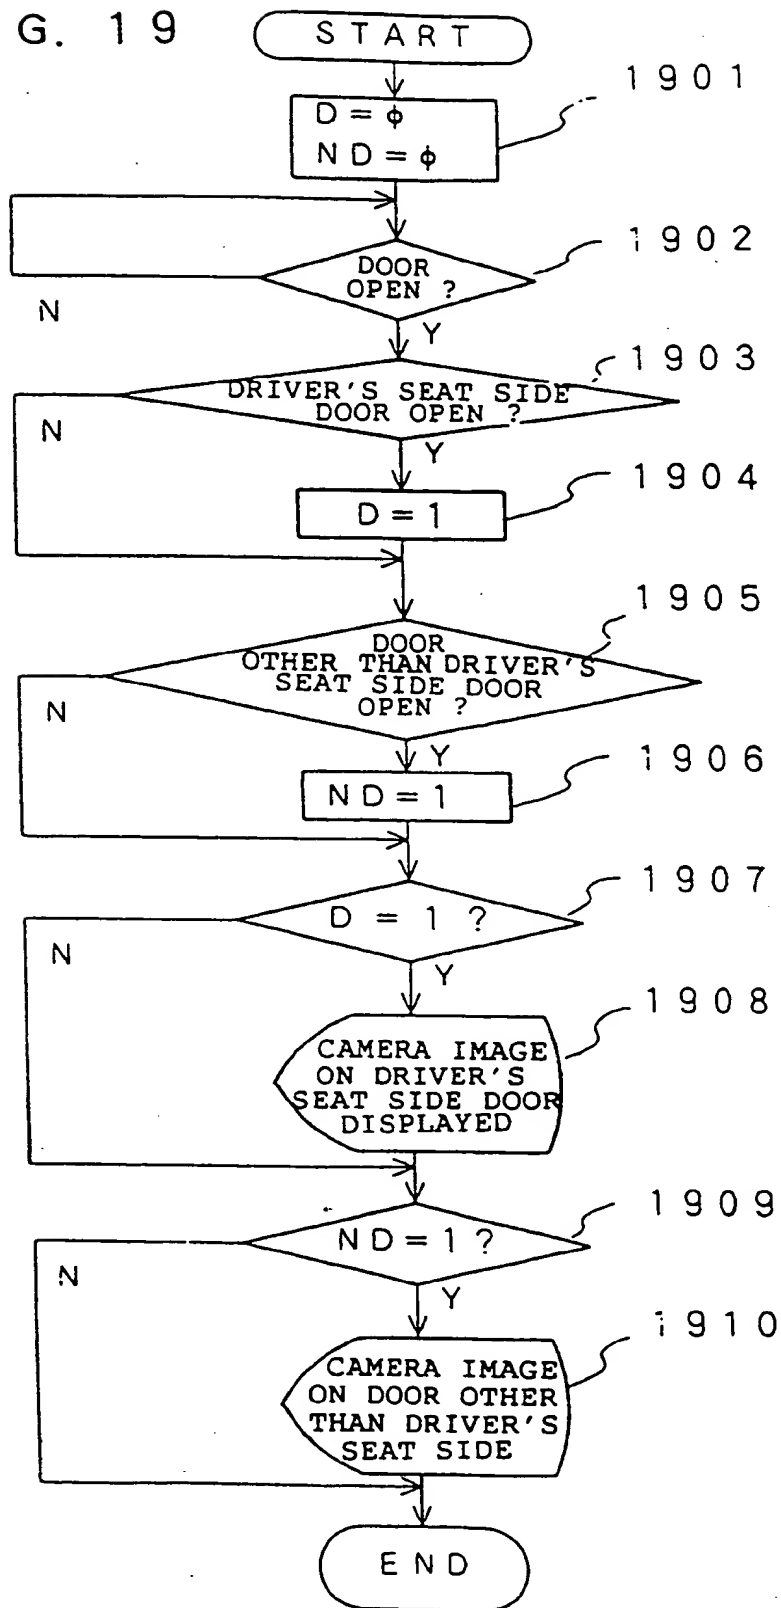 G. 19
START
1901
D = φ
ND = φ
1902
DOOR
OPEN ?
N
Y
1903
DRIVER'S SEAT SIDE
DOOR OPEN ?
N
Y
1904
D = 1
1905
DOOR
OTHER THAN DRIVER'S
SEAT SIDE DOOR
OPEN ?
N
Y
1906
ND = 1
1907
D = 1 ?
N
Y
1908
CAMERA IMAGE
ON DRIVER'S
SEAT SIDE DOOR
DISPLAYED
1909
ND = 1 ?
N
Y
1910
CAMERA IMAGE
ON DOOR OTHER
THAN DRIVER'S
SEAT SIDE
END